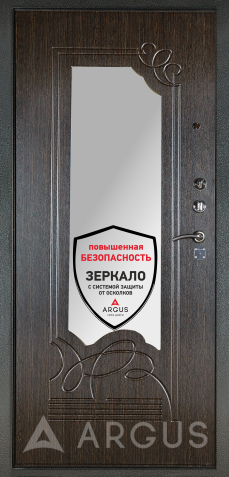 повышенная
БЕЗОПАСНОСТЬ
ЗЕРКАЛО
С СИСТЕМОЙ ЗАЩИТЫ
ОТ ОСКОЛКОВ
ARGUS
ARGUS